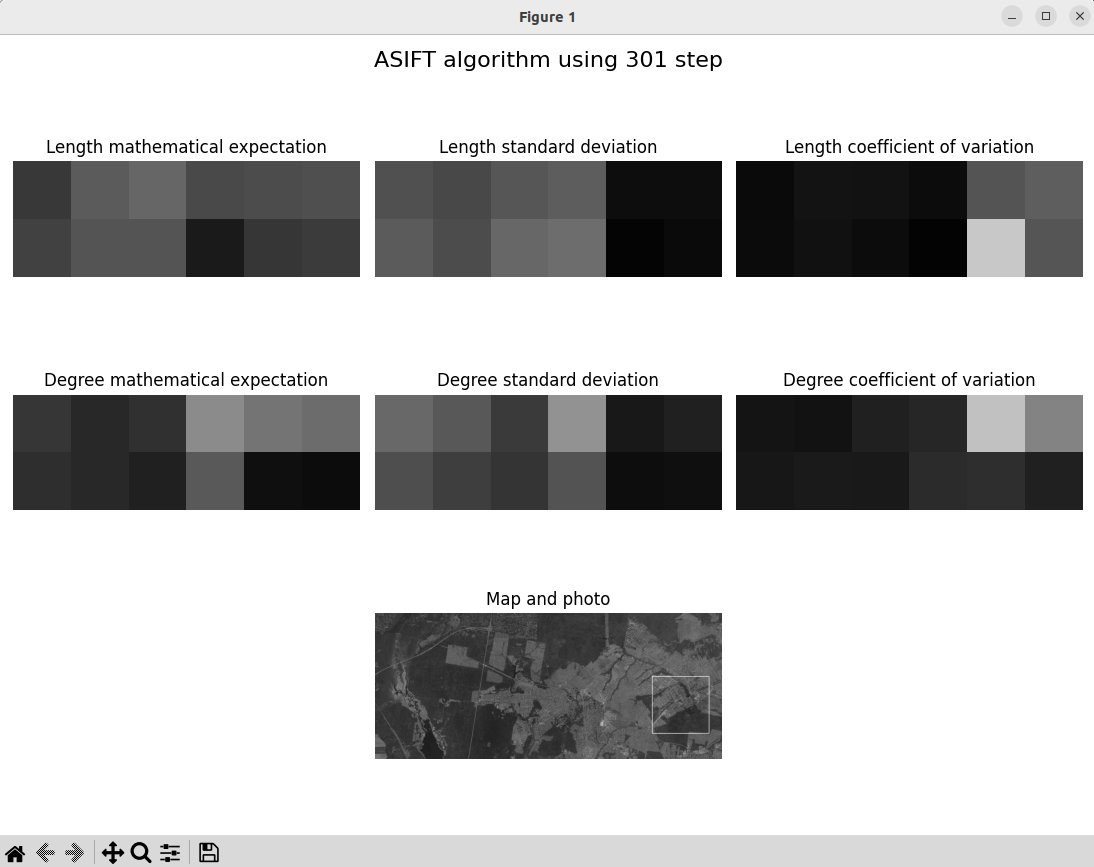 Figure 1
ASIFT algorithm using 301 step
Length mathematical expectation
Length standard deviation
Length coefficient of variation
Degree mathematical expectation
Degree standard deviation
Degree coefficient of variation
Map and photo